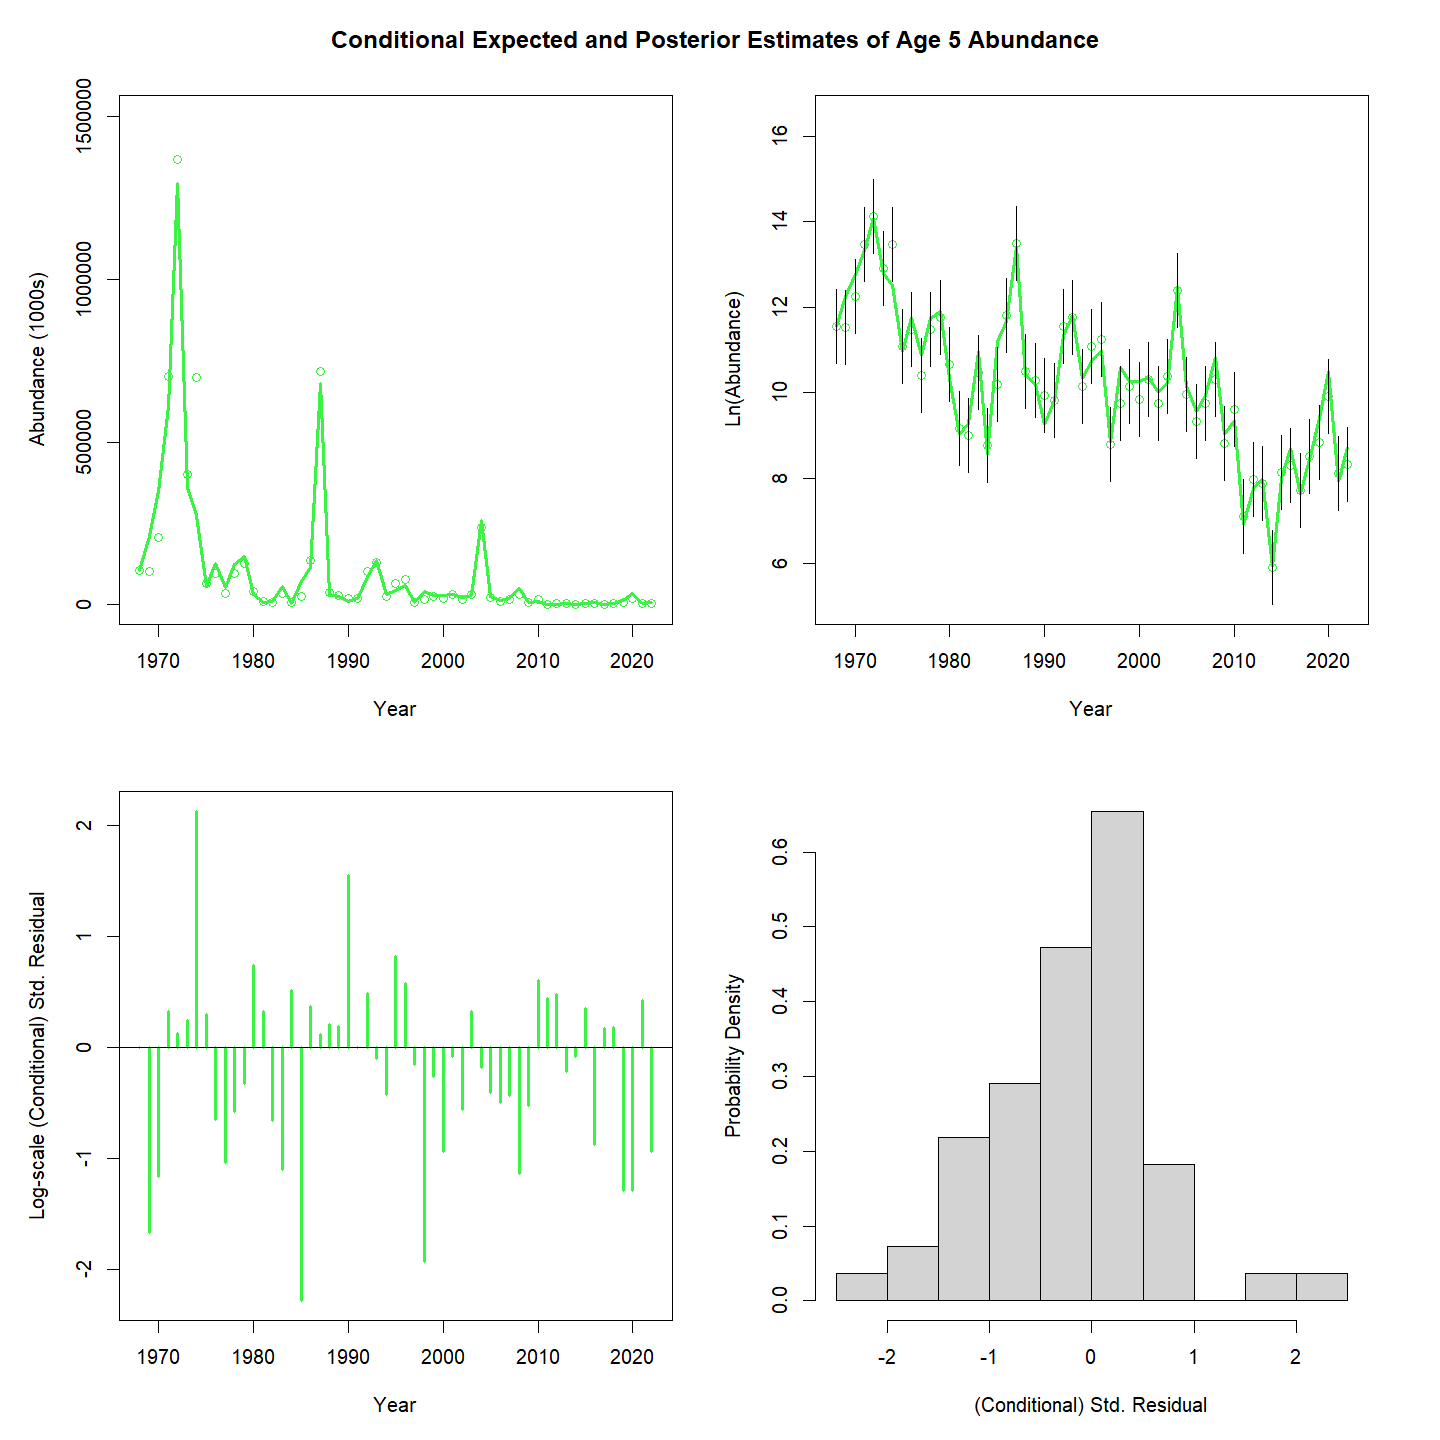 Conditional Expected and Posterior Estimates of Age 5 Abundance
Abundance (1000s)
1500000
1000000
500000
0
1970 1980 1990 2000 2010 2020
Year
Ln(Abundance)
16
14
12
10
8
6
1970 1980 1990 2000 2010 2020
Year
Log-scale (Conditional) Std. Residual
2
1
0
-1
-2
1970 1980 1990 2000 2010 2020
Year
Probability Density
0.6
0.5
0.4
0.3
0.2
0.1
0.0
-2 -1 0 1 2
(Conditional) Std. Residual